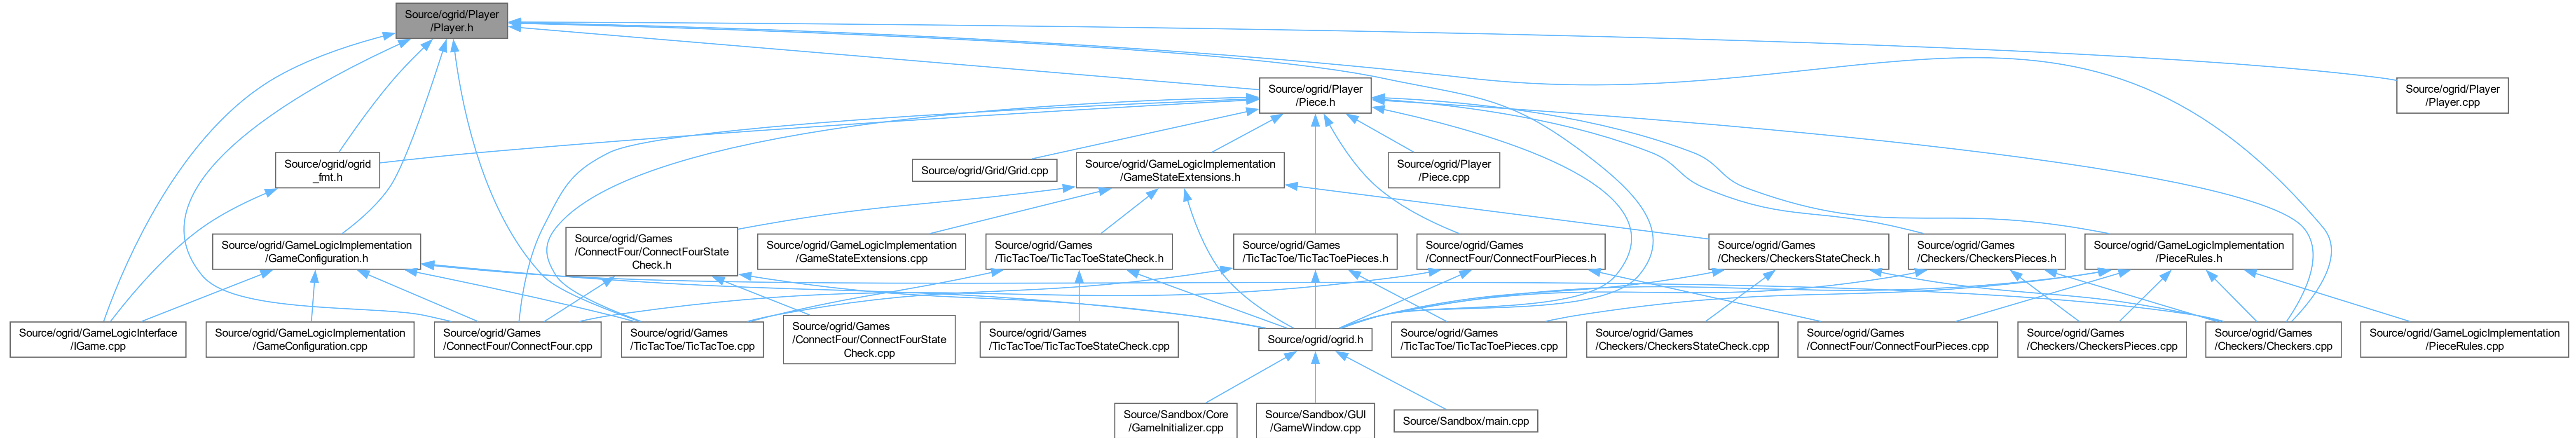 Source/ogrid/Player
/Player.h
Source/ogrid/Player
/Piece.h
Source/ogrid/Player
/Player.cpp
Source/ogrid/ogrid
_fmt.h
Source/ogrid/Grid/Grid.cpp
Source/ogrid/GameLogicImplementation
/GameStateExtensions.h
Source/ogrid/Player
/Piece.cpp
Source/ogrid/GameLogicImplementation
/GameConfiguration.h
Source/ogrid/Games
/ConnectFour/ConnectFourState
Check.h
Source/ogrid/GameLogicImplementation
/GameStateExtensions.cpp
Source/ogrid/Games
/TicTacToe/TicTacToeStateCheck.h
Source/ogrid/Games
/TicTacToe/TicTacToePieces.h
Source/ogrid/Games
/ConnectFour/ConnectFourPieces.h
Source/ogrid/Games
/Checkers/CheckersStateCheck.h
Source/ogrid/Games
/Checkers/CheckersPieces.h
Source/ogrid/GameLogicImplementation
/PieceRules.h
Source/ogrid/GameLogicInterface
/IGame.cpp
Source/ogrid/GameLogicImplementation
/GameConfiguration.cpp
Source/ogrid/Games
/ConnectFour/ConnectFour.cpp
Source/ogrid/Games
/TicTacToe/TicTacToe.cpp
Source/ogrid/Games
/ConnectFour/ConnectFourState
Check.cpp
Source/ogrid/Games
/TicTacToe/TicTacToeStateCheck.cpp
Source/ogrid/ogrid.h
Source/ogrid/Games
/TicTacToe/TicTacToePieces.cpp
Source/ogrid/Games
/Checkers/CheckersStateCheck.cpp
Source/ogrid/Games
/ConnectFour/ConnectFourPieces.cpp
Source/ogrid/Games
/Checkers/CheckersPieces.cpp
Source/ogrid/Games
/Checkers/Checkers.cpp
Source/ogrid/GameLogicImplementation
/PieceRules.cpp
Source/Sandbox/Core
/GameInitializer.cpp
Source/Sandbox/GUI
/GameWindow.cpp
Source/Sandbox/main.cpp